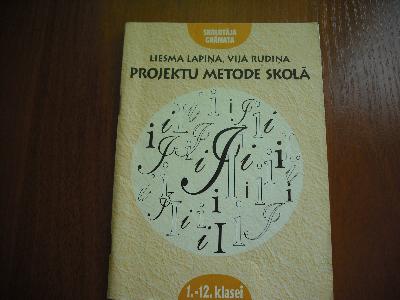 SKOLOTĀJA
GRĀMATA
LIESMA LAPIŅA, VIJA RUDIŅA
PROJEKTU METODE SKOLĀ
1.-12. klasei